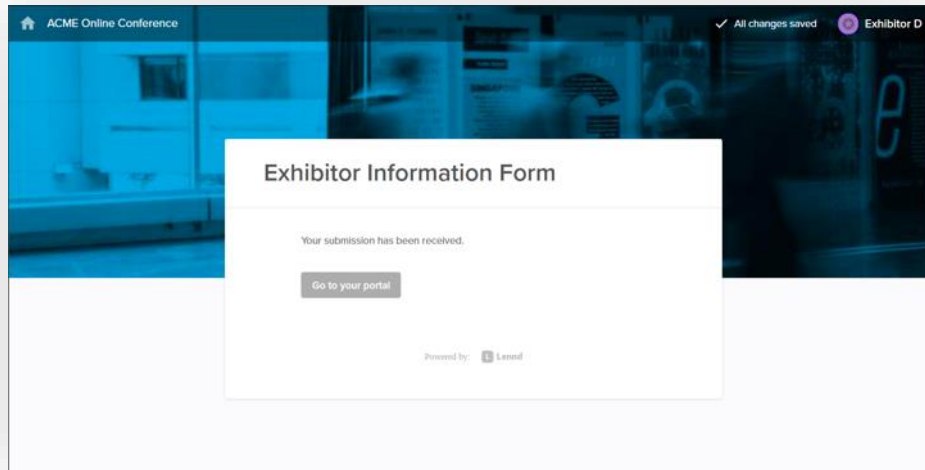 ACME Online Conference
All changes saved
Exhibitor D
SINGAPORE
e
e
Exhibitor Information Form
Your submission has been received.
Go to your portal
Powered by: L Lennd